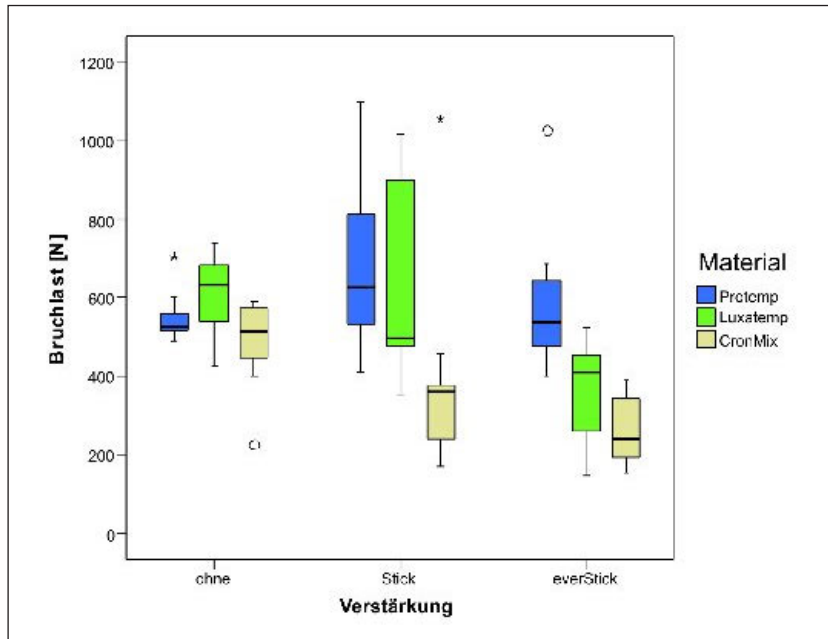 1200
1000
800
600
400
200
0
Bruchlast [N]
ohne
Stick
everStick
Verstärkung
Material
Protemp
Luxatemp
CronMix